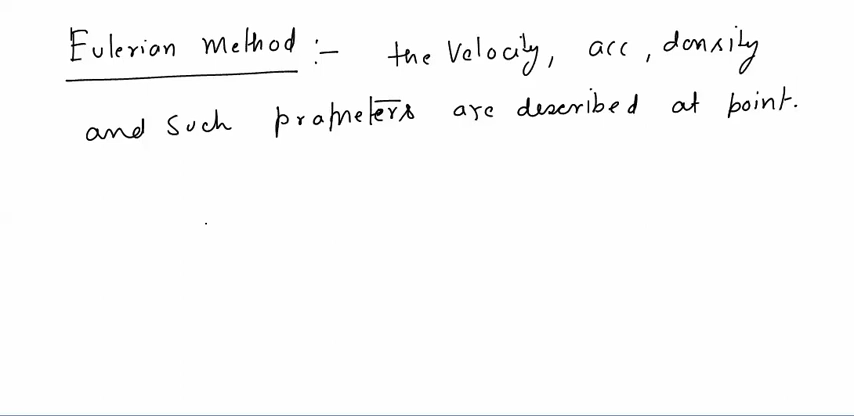 Eulerian method :- the velocity, acc, density
and such prameters are described at point.